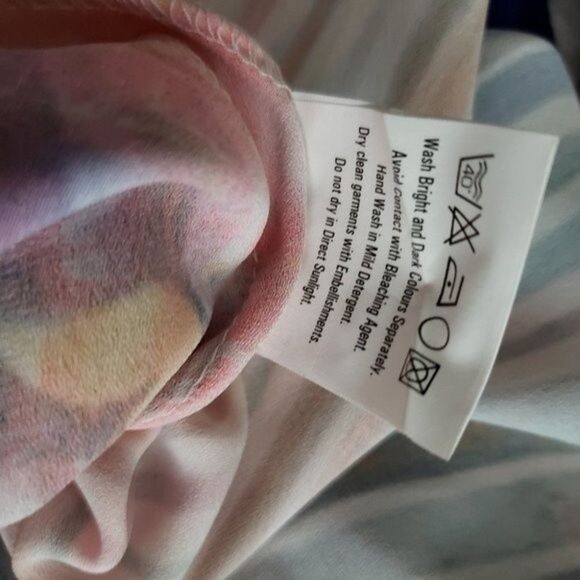 40°
Wash Bright and Dark Colours Separately.
Avoid Contact with Bleaching Agent.
Hand Wash in Mild Detergent.
Dry clean garments with Embellishments.
Do not dry in Direct Sunlight.